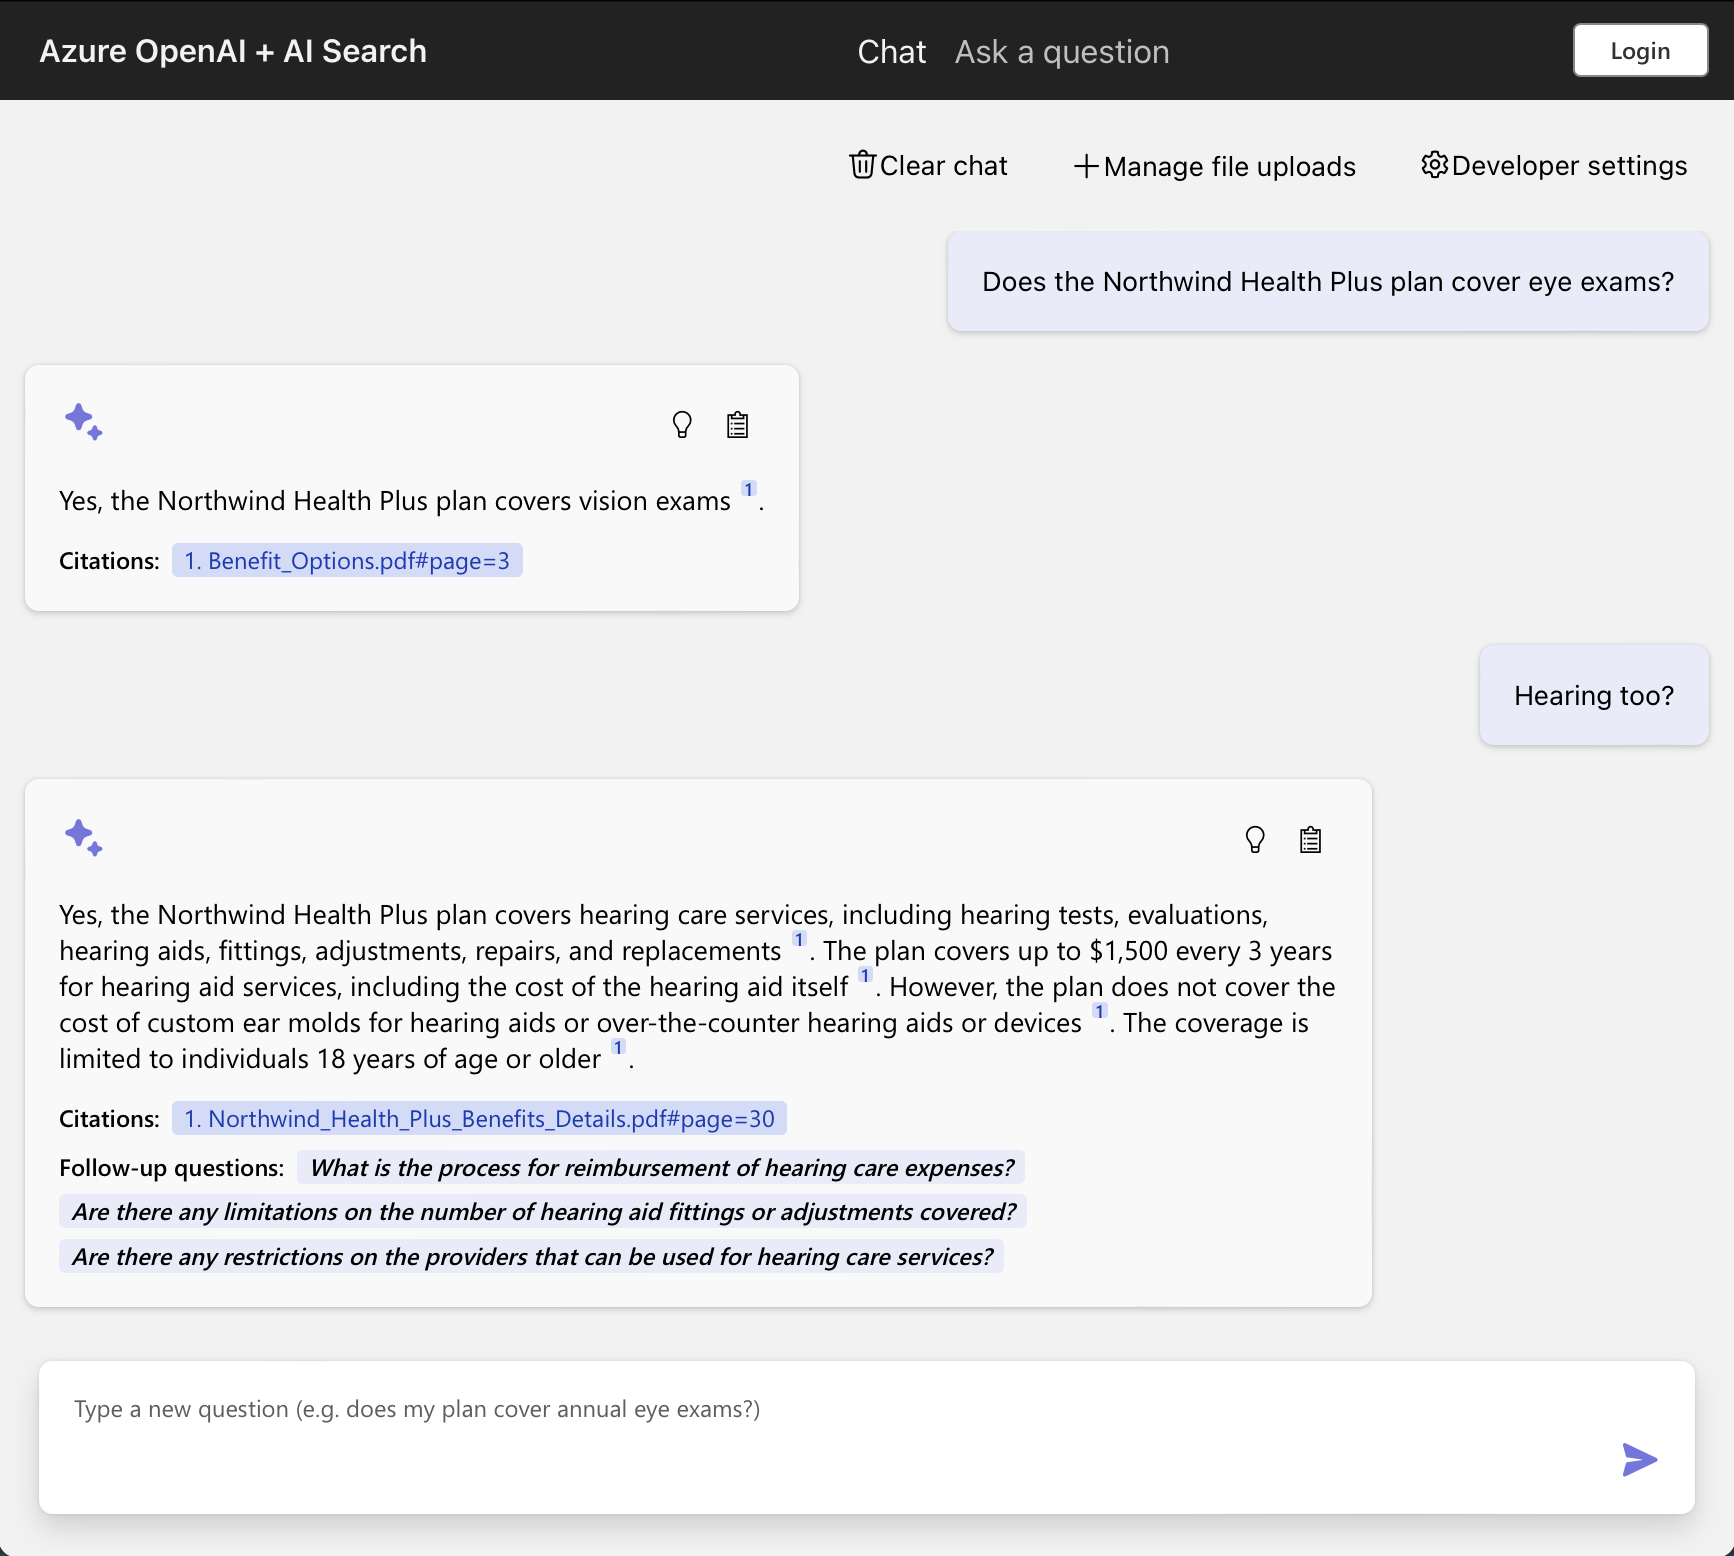 Azure OpenAI + AI Search
Chat Ask a question
Login
Clear chat
Manage file uploads
Developer settings
Does the Northwind Health Plus plan cover eye exams?
Yes, the Northwind Health Plus plan covers vision exams 1.
Citations: 1. Benefit_Options.pdf#page=3
Hearing too?
Yes, the Northwind Health Plus plan covers hearing care services, including hearing tests, evaluations,
hearing aids, fittings, adjustments, repairs, and replacements 1. The plan covers up to $1,500 every 3 years
for hearing aid services, including the cost of the hearing aid itself 1. However, the plan does not cover the
cost of custom ear molds for hearing aids or over-the-counter hearing aids or devices 1. The coverage is
limited to individuals 18 years of age or older 1.
Citations: 1. Northwind_Health_Plus_Benefits_Details.pdf#page=30
Follow-up questions: What is the process for reimbursement of hearing care expenses?
Are there any limitations on the number of hearing aid fittings or adjustments covered?
Are there any restrictions on the providers that can be used for hearing care services?
Type a new question (e.g. does my plan cover annual eye exams?)